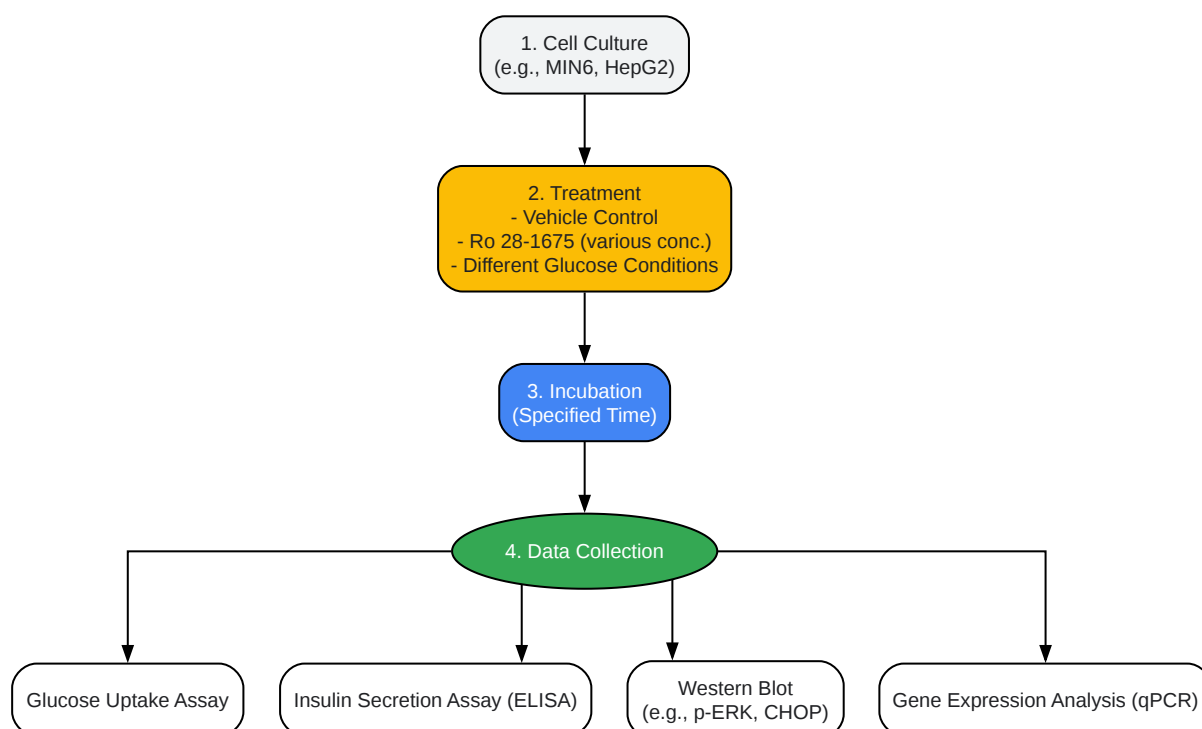 1. Cell Culture
(e.g., MIN6, HepG2)
2. Treatment
- Vehicle Control
- Ro 28-1675 (various conc.)
- Different Glucose Conditions
3. Incubation
(Specified Time)
4. Data Collection
Glucose Uptake Assay
Insulin Secretion Assay (ELISA)
Western Blot
(e.g., p-ERK, CHOP)
Gene Expression Analysis (qPCR)